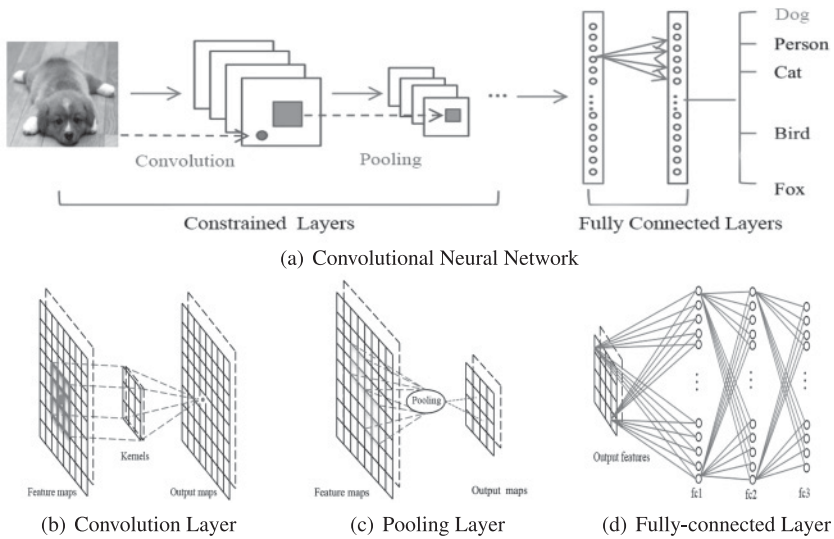 Dog
Person
Cat
Bird
Fox
Convolution
Pooling
Constrained Layers
Fully Connected Layers
(a) Convolutional Neural Network
Feature maps
Kernels
Output maps
(b) Convolution Layer
Pooling
Feature maps
Output maps
(c) Pooling Layer
Output features
fc1
fc2
fc3
(d) Fully-connected Layer